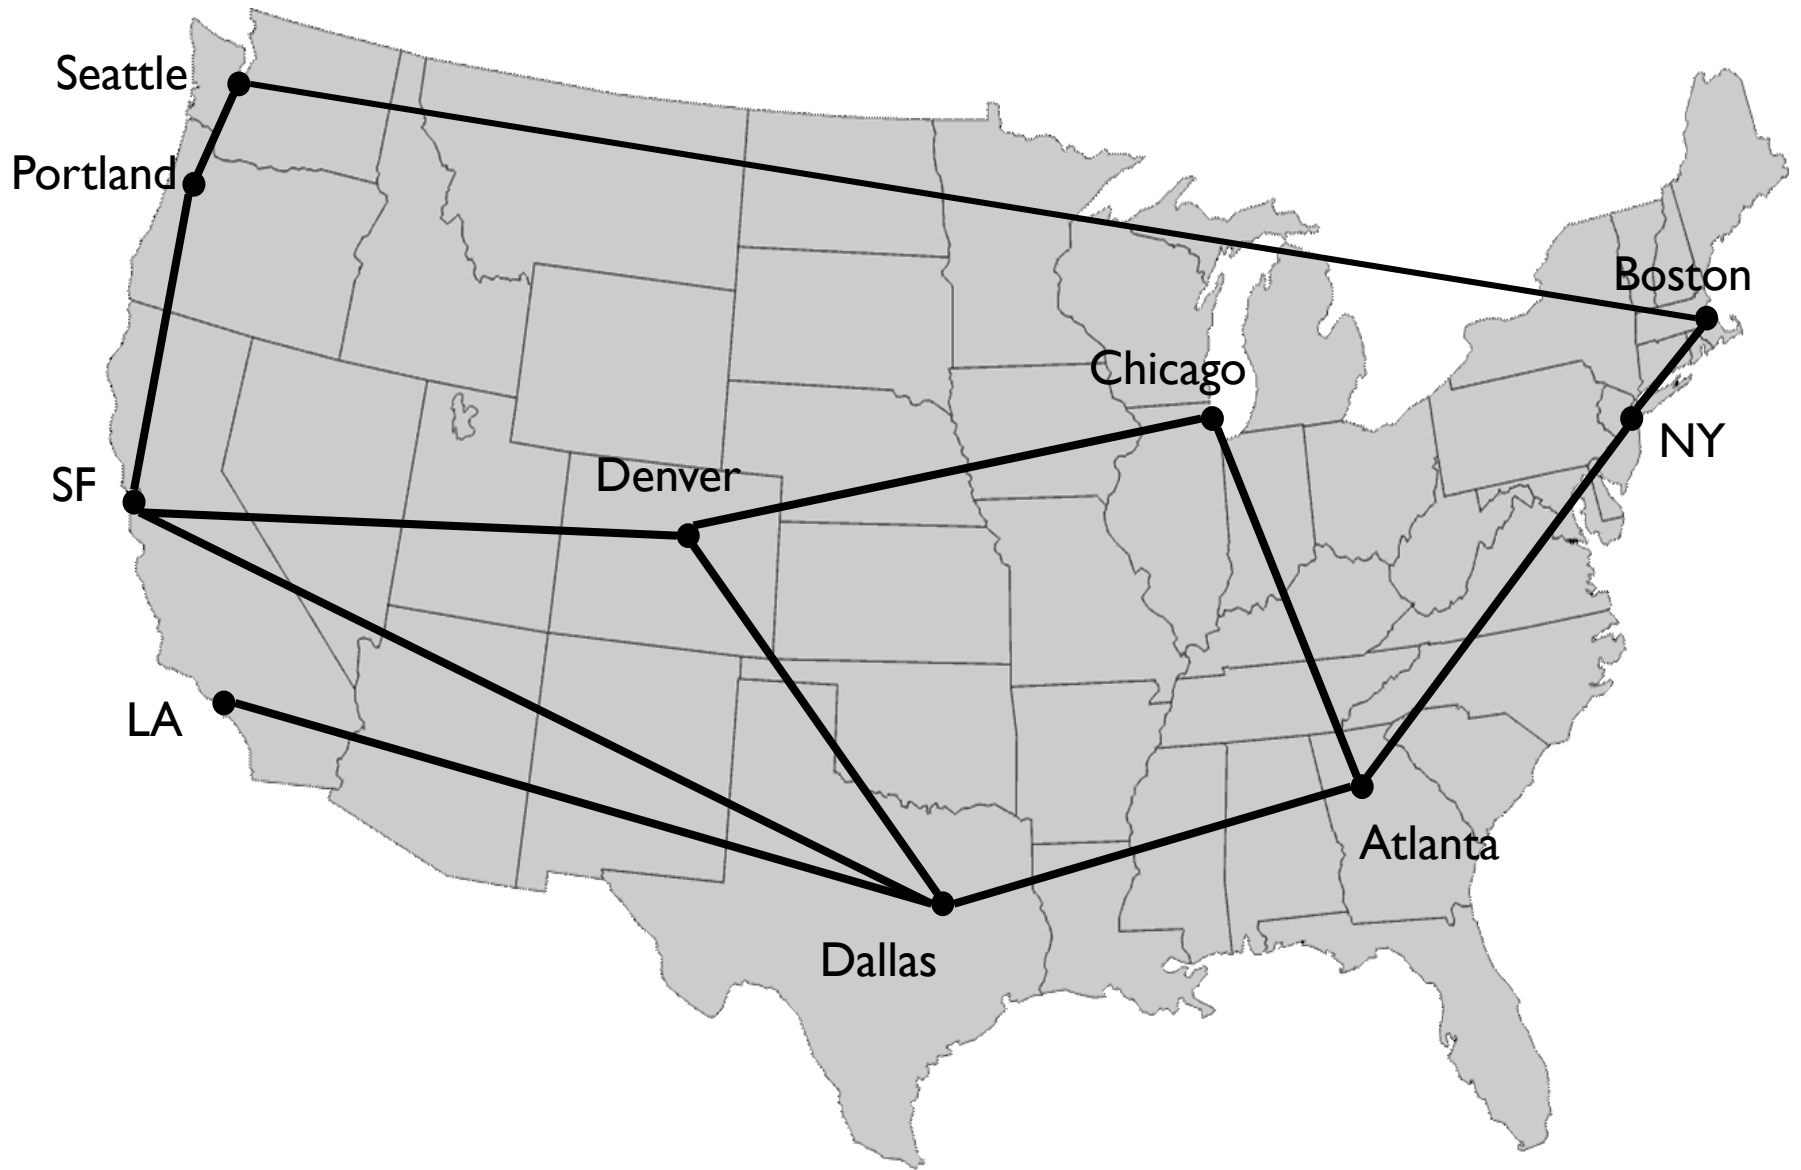 Seattle
Portland
Boston
Chicago
NY
Denver
SF
LA
Atlanta
Dallas